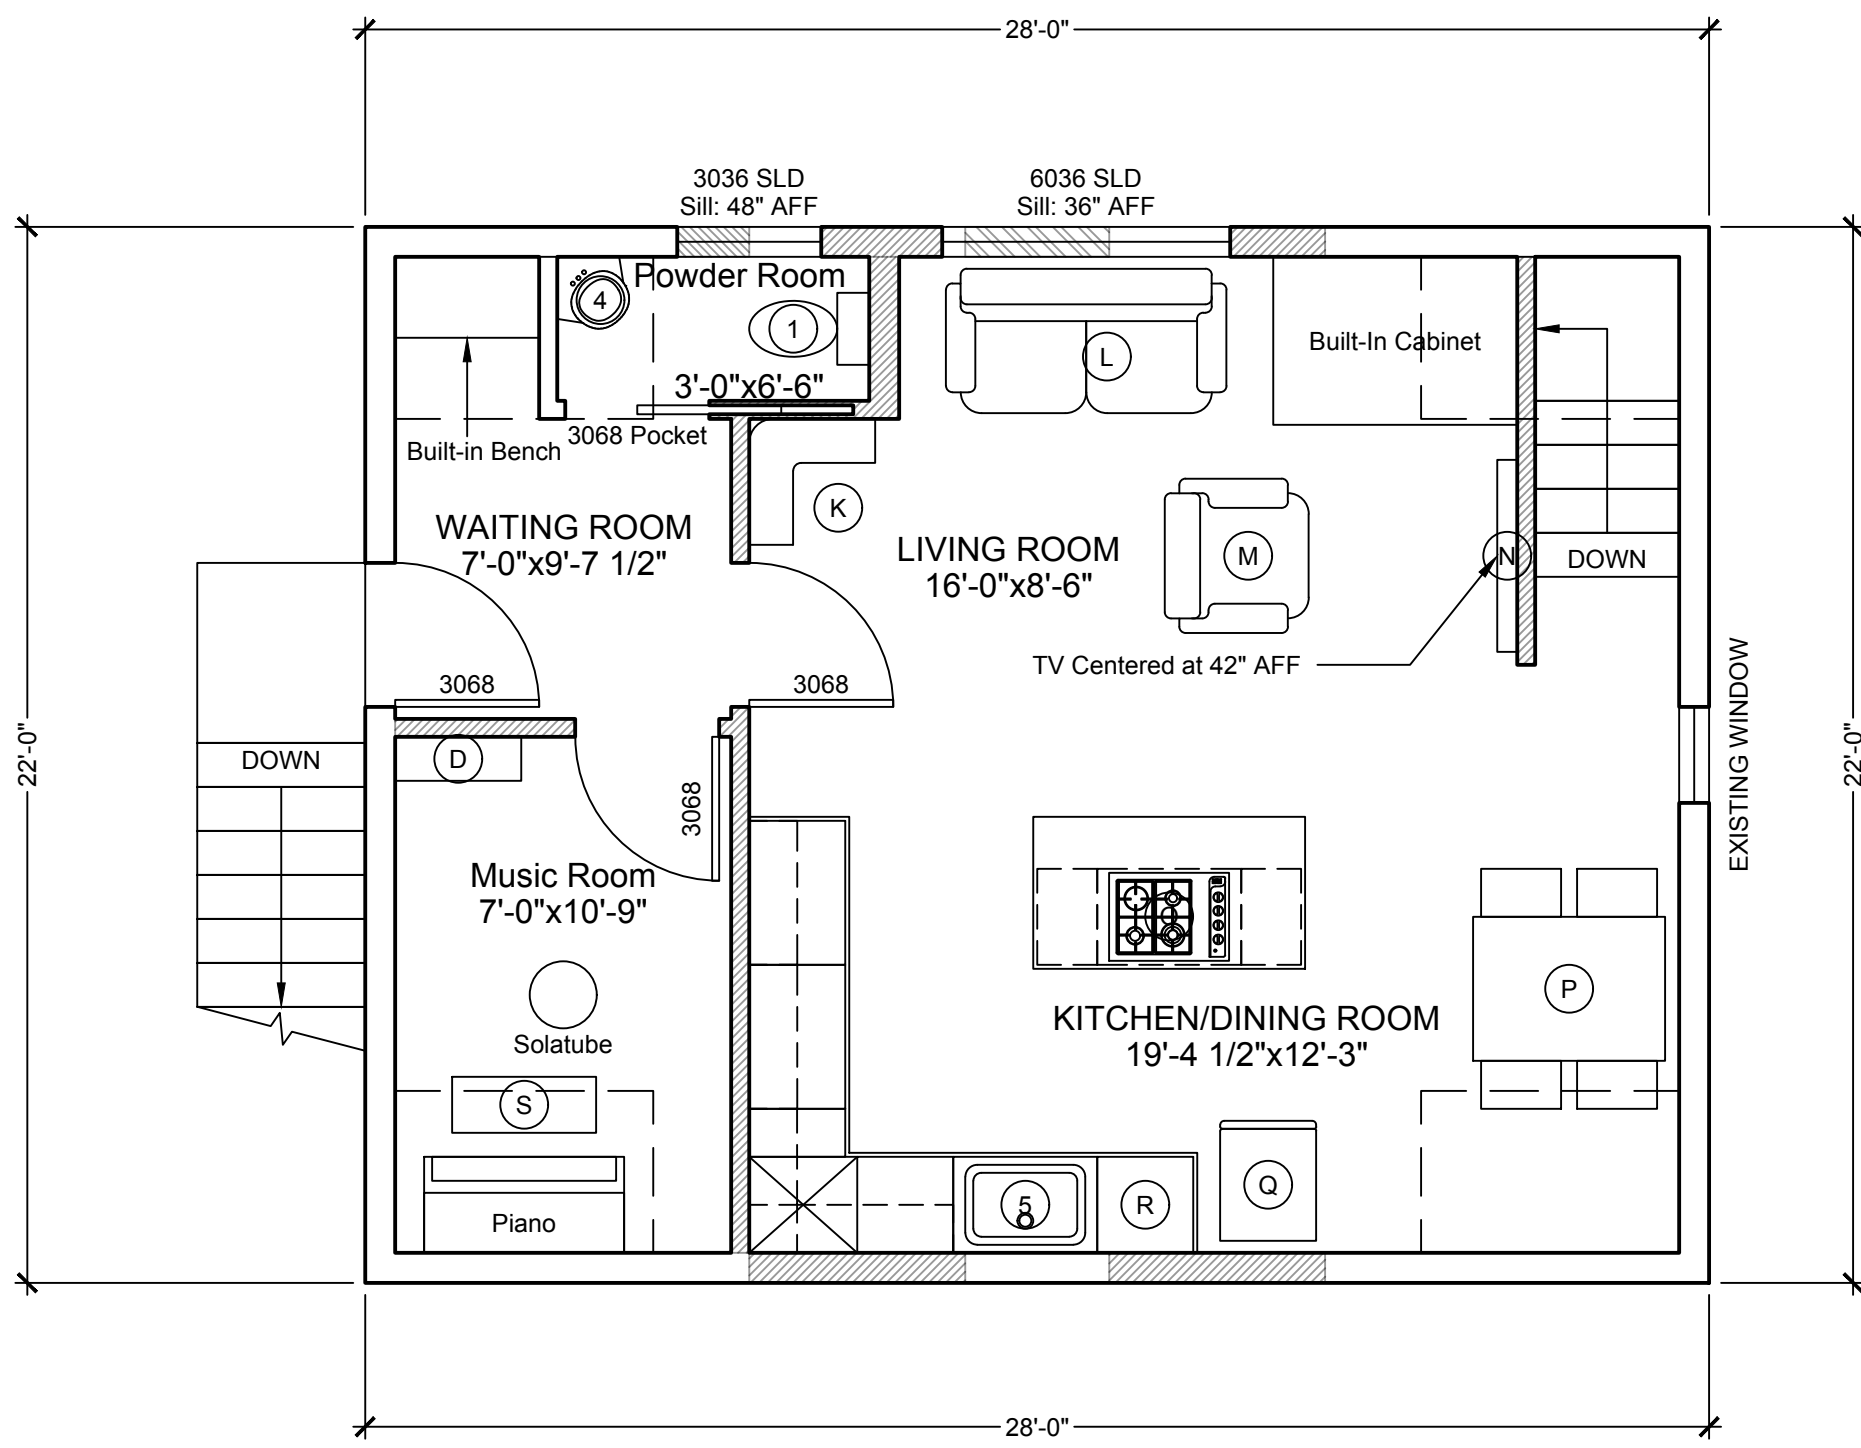 28'-0"
3036 SLD
Sill: 48" AFF
6036 SLD
Sill: 36" AFF
Powder Room
4
1
3'-0"x6'-6"
3068 Pocket
Built-in Bench
L
Built-In Cabinet
K
WAITING ROOM
7'-0"x9'-7 1/2"
LIVING ROOM
16'-0"x8'-6"
M
N
DOWN
TV Centered at 42" AFF
3068
3068
22'-0"
DOWN
D
3068
EXISTING WINDOW
22'-0"
Music Room
7'-0"x10'-9"
J
Solatube
KITCHEN/DINING ROOM
19'-4 1/2"x12'-3"
P
S
Piano
5
R
Q
28'-0"